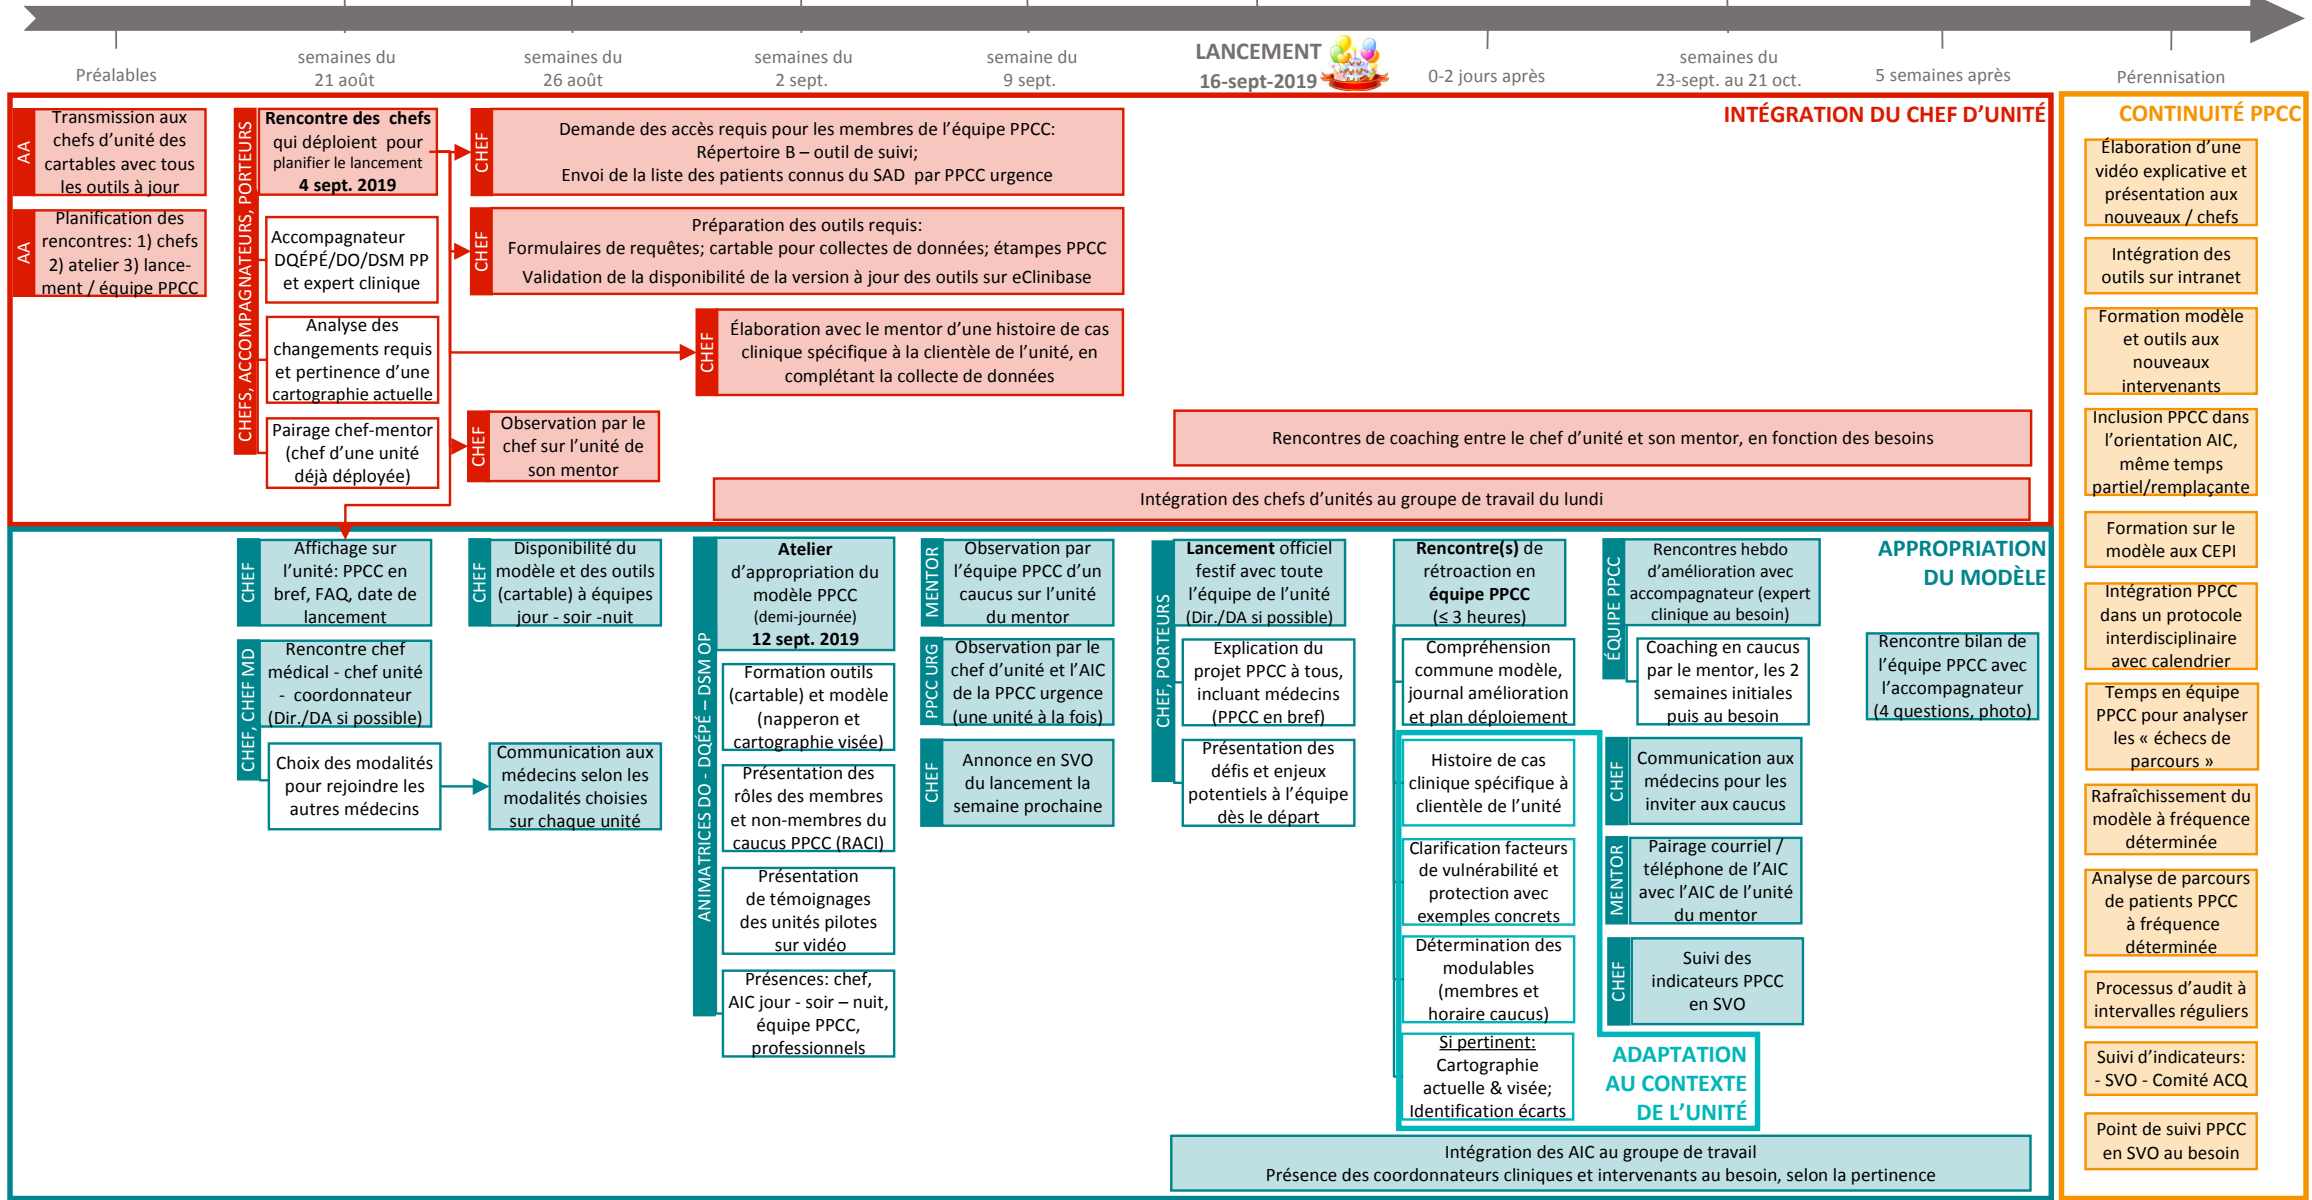 Préalables
semaines du
21 août
semaines du
26 août
semaines du
2 sept.
semaine du
9 sept.
LANCEMENT
16-sept-2019
0-2 jours après
semaines du
23-sept. au 21 oct.
5 semaines après
Pérennisation
INTÉGRATION DU CHEF D'UNITÉ
AA
Transmission aux
chefs d'unité des
cartables avec tous
les outils à jour
AA
Planification des
rencontres: 1) chefs
2) atelier 3) lance-
ment / équipe PPCC
CHEFS, ACCOMPAGNATEURS, PORTEURS
Rencontre des chefs
qui déploient pour
planifier le lancement
4 sept. 2019
Accompagnateur
DQÉPÉ/DO/DSM PP
et expert clinique
Analyse des
changements requis
et pertinence d'une
cartographie actuelle
Pairage chef-mentor
(chef d'une unité
déjà déployée)
CHEF
Demande des accès requis pour les membres de l'équipe PPCC:
Répertoire B – outil de suivi;
Envoi de la liste des patients connus du SAD par PPCC urgence
CHEF
Préparation des outils requis:
Formulaires de requêtes; cartable pour collectes de données; étampes PPCC
Validation de la disponibilité de la version à jour des outils sur eClinibase
CHEF
Élaboration avec le mentor d'une histoire de cas
clinique spécifique à la clientèle de l'unité, en
complétant la collecte de données
CHEF
Observation par le
chef sur l'unité de
son mentor
Rencontres de coaching entre le chef d'unité et son mentor, en fonction des besoins
Intégration des chefs d'unités au groupe de travail du lundi
APPROPRIATION
DU MODÈLE
CHEF
Affichage sur
l'unité: PPCC en
bref, FAQ, date de
lancement
CHEF, CHEF MD
Rencontre chef
médical - chef unité
- coordonnateur
(Dir./DA si possible)
Choix des modalités
pour rejoindre les
autres médecins
CHEF
Disponibilité du
modèle et des outils
(cartable) à équipes
jour - soir -nuit
Communication aux
médecins selon les
modalités choisies
sur chaque unité
ANIMATRICES DO - DQÉPÉ – DSM OP
Atelier
d'appropriation du
modèle PPCC
(demi-journée)
12 sept. 2019
Formation outils
(cartable) et modèle
(napperon et
cartographie visée)
Présentation des
rôles des membres
et non-membres du
caucus PPCC (RACI)
Présentation
de témoignages
des unités pilotes
sur vidéo
Présences: chef,
AIC jour - soir – nuit,
équipe PPCC,
professionnels
MENTOR
Observation par
l'équipe PPCC d'un
caucus sur l'unité
du mentor
PPCC URG
Observation par le
chef d'unité et l'AIC
de la PPCC urgence
(une unité à la fois)
CHEF
Annonce en SVO
du lancement la
semaine prochaine
CHEF, PORTEURS
Lancement officiel
festif avec toute
l'équipe de l'unité
(Dir./DA si possible)
Explication du
projet PPCC à tous,
incluant médecins
(PPCC en bref)
Présentation des
défis et enjeux
potentiels à l'équipe
dès le départ
Rencontre(s) de
rétroaction en
équipe PPCC
(≤ 3 heures)
Compréhension
commune modèle,
journal amélioration
et plan déploiement
Histoire de cas
clinique spécifique à
clientèle de l'unité
Clarification facteurs
de vulnérabilité et
protection avec
exemples concrets
Détermination des
modulables
(membres et
horaire caucus)
Si pertinent:
Cartographie
actuelle & visée;
Identification écarts
ADAPTATION
AU CONTEXTE
DE L'UNITÉ
ÉQUIPE PPCC
Rencontres hebdo
d'amélioration avec
accompagnateur (expert
clinique au besoin)
Coaching en caucus
par le mentor, les 2
semaines initiales
puis au besoin
CHEF
Communication aux
médecins pour les
inviter aux caucus
MENTOR
Pairage courriel /
téléphone de l'AIC
avec l'AIC de l'unité
du mentor
CHEF
Suivi des
indicateurs PPCC
en SVO
Rencontre bilan de
l'équipe PPCC avec
l'accompagnateur
(4 questions, photo)
Intégration des AIC au groupe de travail
Présence des coordonnateurs cliniques et intervenants au besoin, selon la pertinence
CONTINUITÉ PPCC
Élaboration d'une
vidéo explicative et
présentation aux
nouveaux / chefs
Intégration des
outils sur intranet
Formation modèle
et outils aux
nouveaux
intervenants
Inclusion PPCC dans
l'orientation AIC,
même temps
partiel/remplaçante
Formation sur le
modèle aux CEPI
Intégration PPCC
dans un protocole
interdisciplinaire
avec calendrier
Temps en équipe
PPCC pour analyser
les « échecs de
parcours »
Rafraîchissement du
modèle à fréquence
déterminée
Analyse de parcours
de patients PPCC
à fréquence
déterminée
Processus d'audit à
intervalles réguliers
Suivi d'indicateurs:
- SVO - Comité ACQ
Point de suivi PPCC
en SVO au besoin